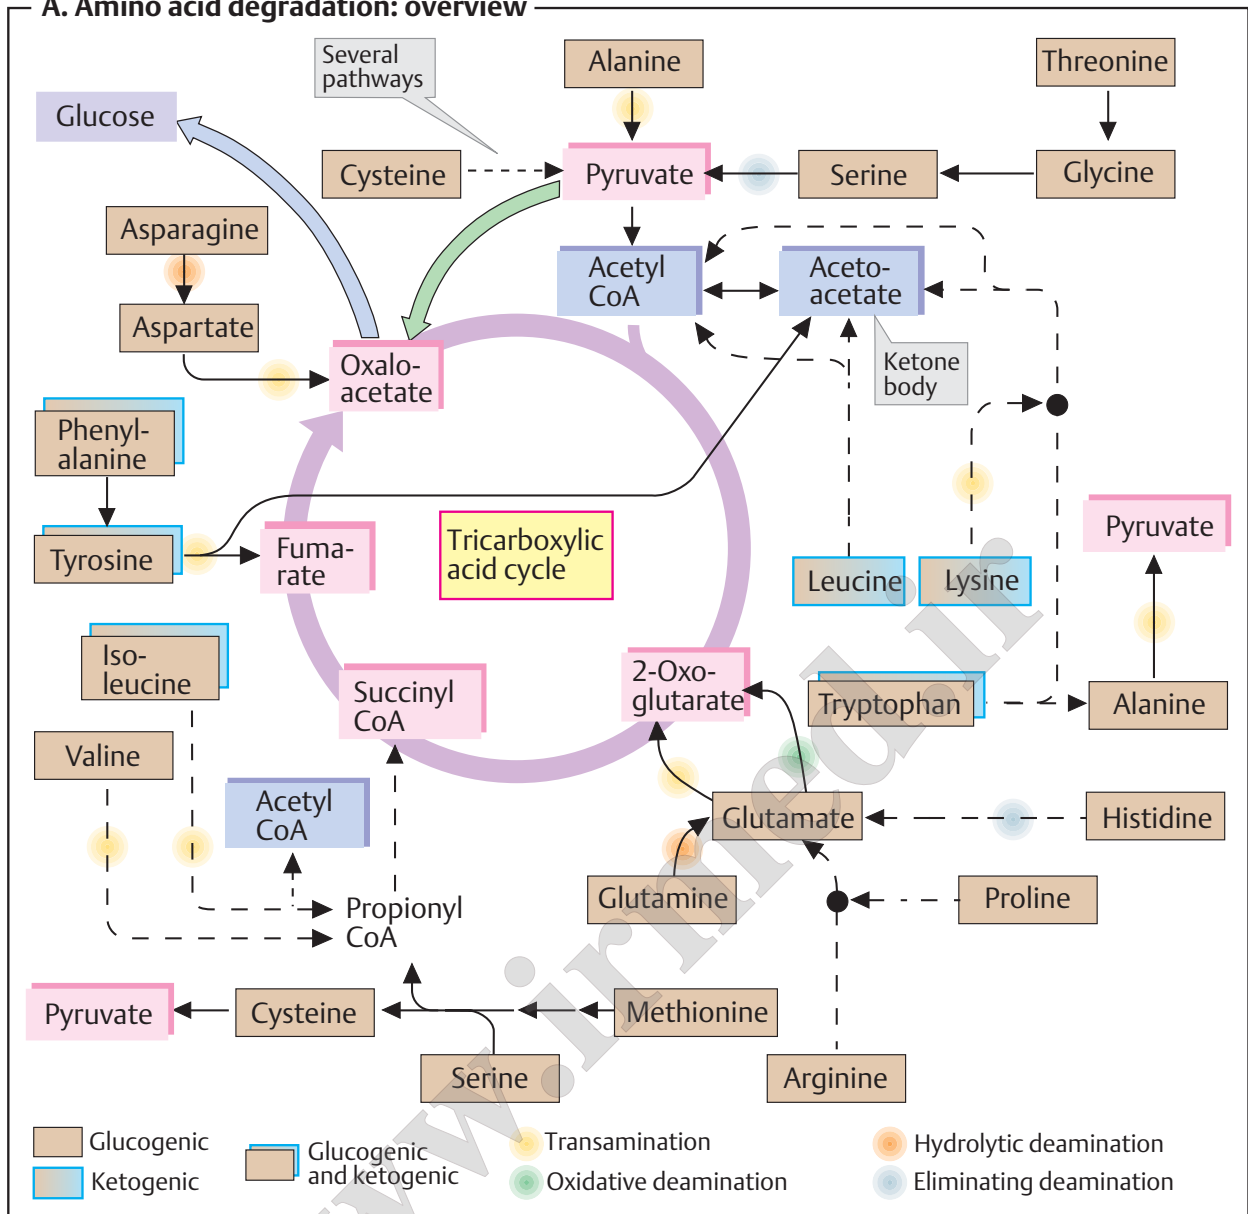 A. Amino acid degradation: overview
Several
pathways
Alanine
Threonine
Glucose
Cysteine
Pyruvate
Serine
Glycine
Asparagine
Acetyl
CoA
Aceto-
acetate
Aspartate
Oxalo-
acetate
Ketone
body
Phenyl-
alanine
Tyrosine
Fuma-
rate
Tricarboxylic
acid cycle
Leucine
Lysine
Pyruvate
Iso-
leucine
Succinyl
CoA
2-Oxo-
glutarate
Tryptophan
Alanine
Valine
Acetyl
CoA
Glutamate
Histidine
Propionyl
CoA
Glutamine
Proline
Pyruvate
Cysteine
Methionine
Serine
Arginine
Glucogenic
Ketogenic
Glucogenic
and ketogenic
Transamination
Oxidative deamination
Hydrolytic deamination
Eliminating deamination
www.irmed.ir